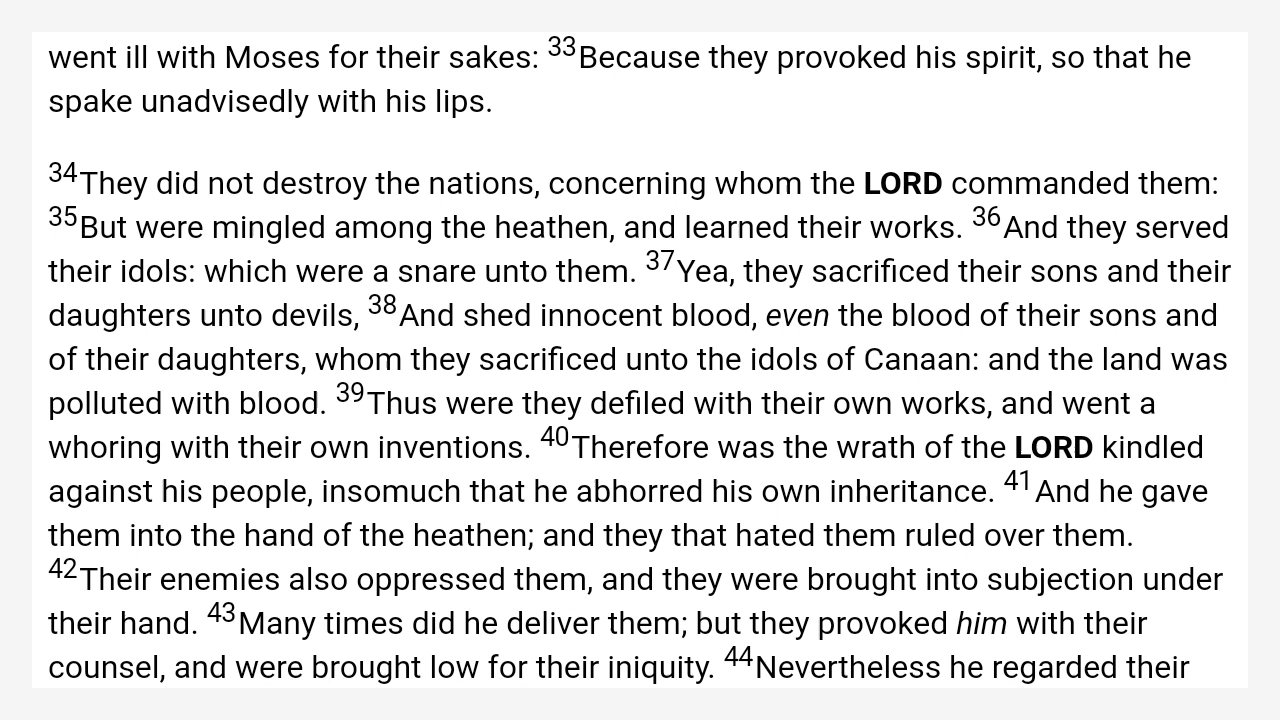 went ill with Moses for their sakes: 33Because they provoked his spirit, so that he
spake unadvisedly with his lips.
34They did not destroy the nations, concerning whom the LORD commanded them:
35But were mingled among the heathen, and learned their works. 36And they served
their idols: which were a snare unto them. 37Yea, they sacrificed their sons and their
daughters unto devils, 38And shed innocent blood, even the blood of their sons and
of their daughters, whom they sacrificed unto the idols of Canaan: and the land was
polluted with blood. 39Thus were they defiled with their own works, and went a
whoring with their own inventions. 40Therefore was the wrath of the LORD kindled
against his people, insomuch that he abhorred his own inheritance. 41And he gave
them into the hand of the heathen; and they that hated them ruled over them.
42Their enemies also oppressed them, and they were brought into subjection under
their hand. 43Many times did he deliver them; but they provoked him with their
counsel, and were brought low for their iniquity. 44Nevertheless he regarded their